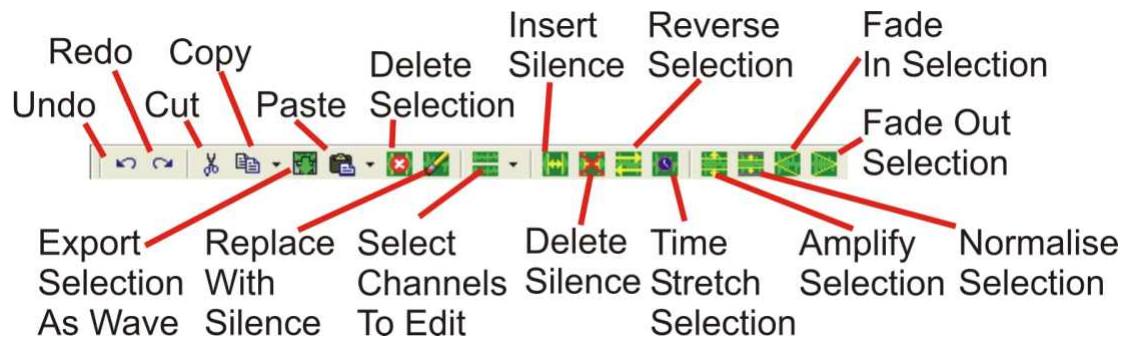 Undo
Redo
Cut
Copy
Paste
Delete
Selection
Insert
Silence
Reverse
Selection
Fade
In Selection
Fade Out
Selection
Export
Selection
As Wave
Replace
With
Silence
Select
Channels
To Edit
Delete
Silence
Time
Stretch
Selection
Amplify
Selection
Normalise
Selection